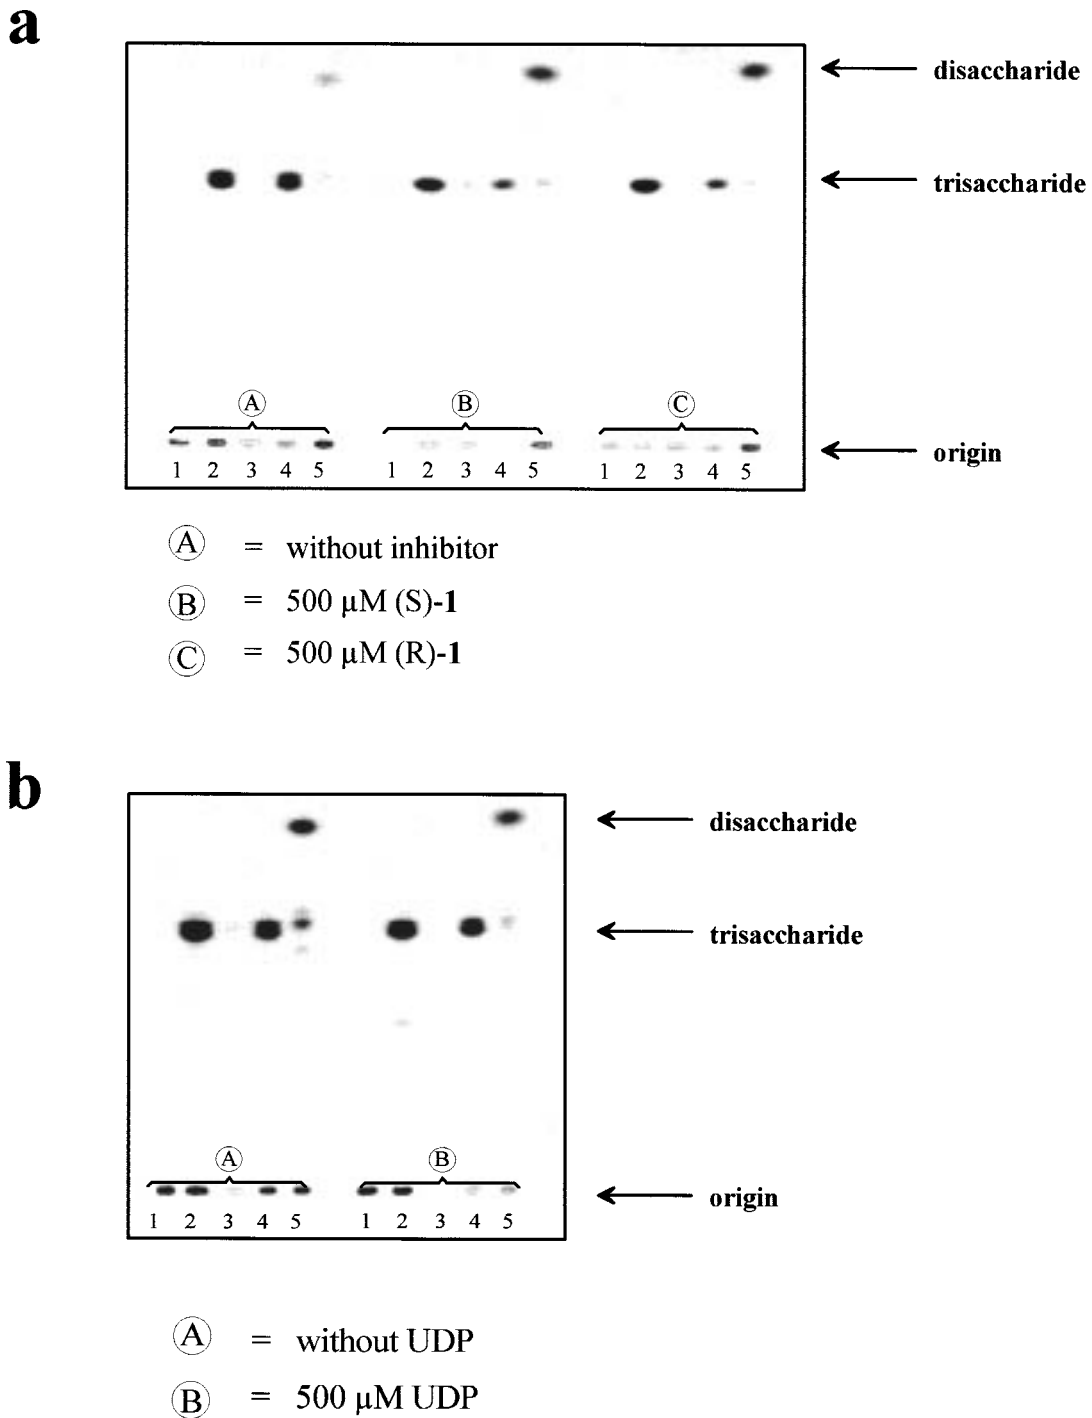 a
disaccharide
trisaccharide
A B C
origin
1 2 3 4 5 1 2 3 4 5 1 2 3 4 5
A = without inhibitor
B = 500 μM (S)-1
C = 500 μM (R)-1
b
disaccharide
trisaccharide
A B
origin
1 2 3 4 5 1 2 3 4 5
A = without UDP
B = 500 μM UDP